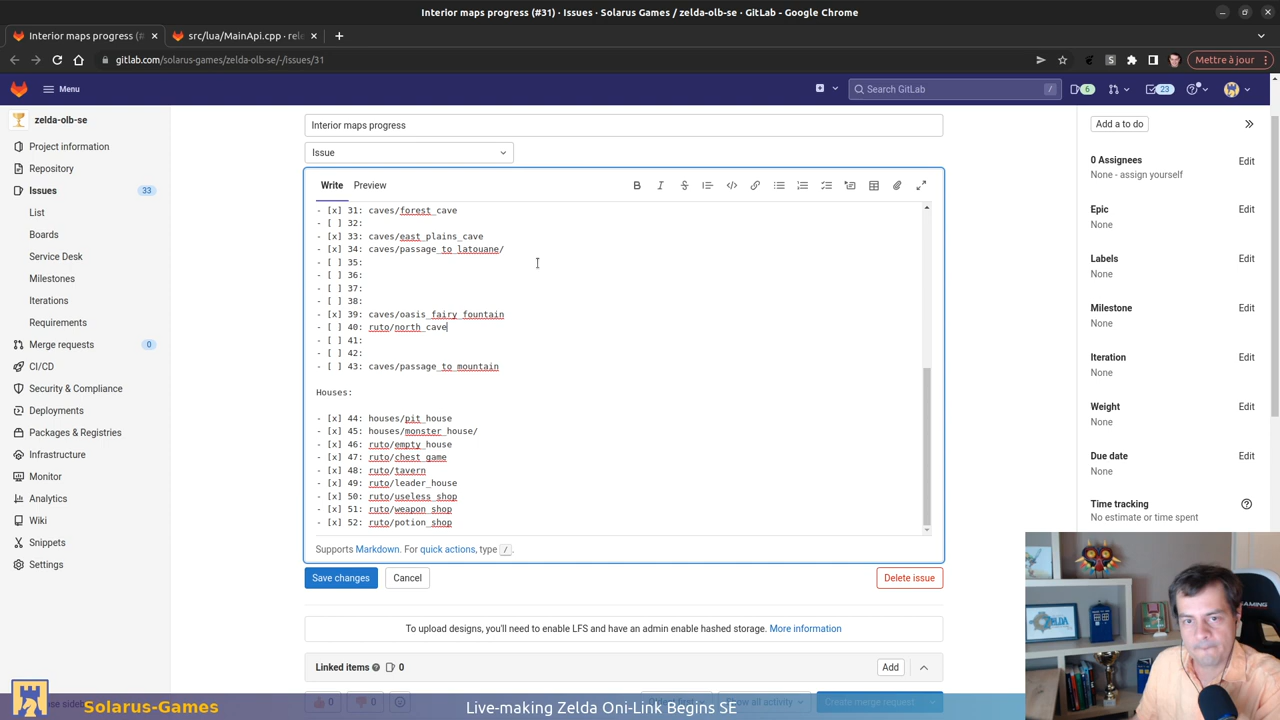 Interior maps progress (#31) · Issues · Solarus Games / zelda-olb-se · GitLab - Google Chrome
Interior maps progress (#
src/lua/MainApi.cpp · rele
gitlab.com/solarus-games/zelda-olb-se/-/issues/31
Mettre à jour
Menu
Search GitLab
/
6
23
zelda-olb-se
Project information
Repository
Issues
33
List
Boards
Service Desk
Milestones
Iterations
Requirements
Merge requests
0
CI/CD
Security & Compliance
Deployments
Packages & Registries
Infrastructure
Monitor
Analytics
Wiki
Snippets
Settings
Interior maps progress
Issue
Write
Preview
- [x] 31: caves/forest_cave
- [ ] 32:
- [x] 33: caves/east_plains_cave
- [x] 34: caves/passage_to_latouane/
- [ ] 35:
- [ ] 36:
- [ ] 37:
- [ ] 38:
- [x] 39: caves/oasis_fairy_fountain
- [ ] 40: ruto/north_cave
- [ ] 41:
- [ ] 42:
- [ ] 43: caves/passage_to_mountain
Houses:
- [x] 44: houses/pit_house
- [x] 45: houses/monster_house/
- [x] 46: ruto/empty_house
- [x] 47: ruto/chest_game
- [x] 48: ruto/tavern
- [x] 49: ruto/leader_house
- [x] 50: ruto/useless_shop
- [x] 51: ruto/weapon_shop
- [x] 52: ruto/potion_shop
Supports Markdown. For quick actions, type /.
Save changes
Cancel
Delete issue
To upload designs, you'll need to enable LFS and have an admin enable hashed storage. More information
Linked items
0
Add
0
0
Create merge request
Add a to do
0 Assignees
Edit
None - assign yourself
Epic
Edit
None
Labels
Edit
None
Milestone
Edit
None
Iteration
Edit
None
Weight
Edit
None
Due date
Edit
None
Time tracking
No estimate or time spent
Solarus-Games
Live-making Zelda Oni-Link Begins SE